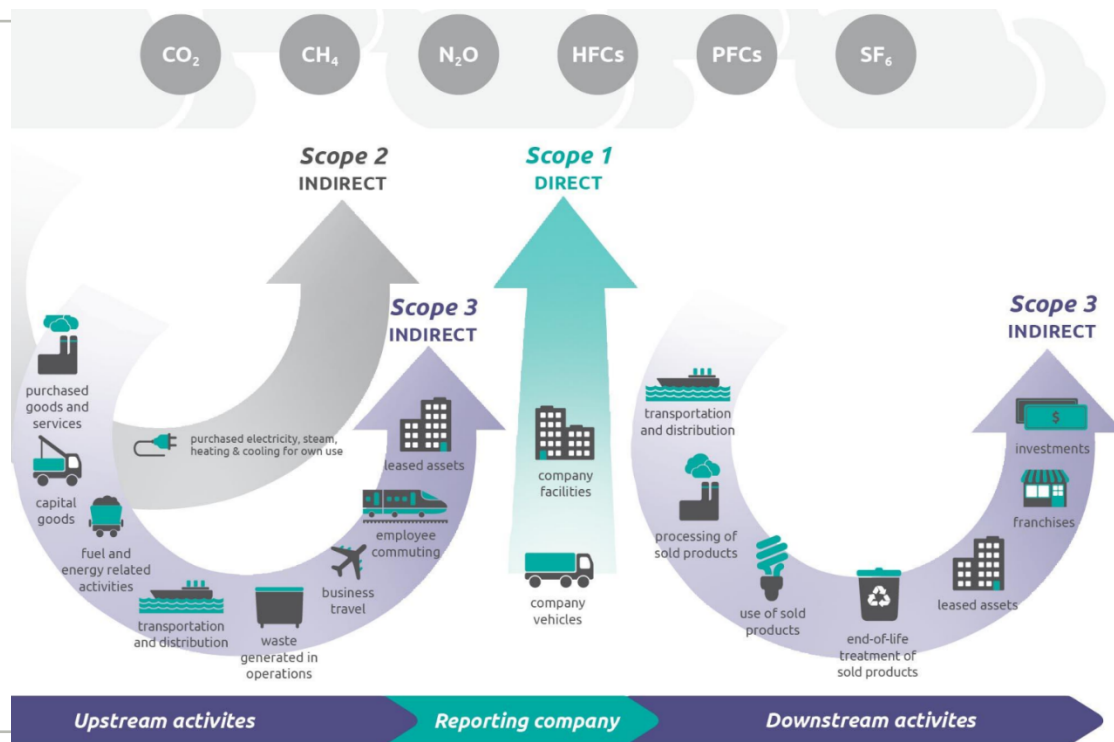 CO₂
CH₄
N₂O
HFCs
PFCs
SF₆
Scope 2
INDIRECT
Scope 1
DIRECT
Scope 3
INDIRECT
Scope 3
INDIRECT
purchased
goods and
services
capital
goods
fuel and
energy related
activities
purchased electricity, steam,
heating & cooling for own use
transportation
and distribution
waste
generated in
operations
business
travel
employee
commuting
leased assets
company
facilities
company
vehicles
transportation
and distribution
processing of
sold products
use of sold
products
end-of-life
treatment of
sold products
leased assets
franchises
$
investments
Upstream activites
Reporting company
Downstream activites